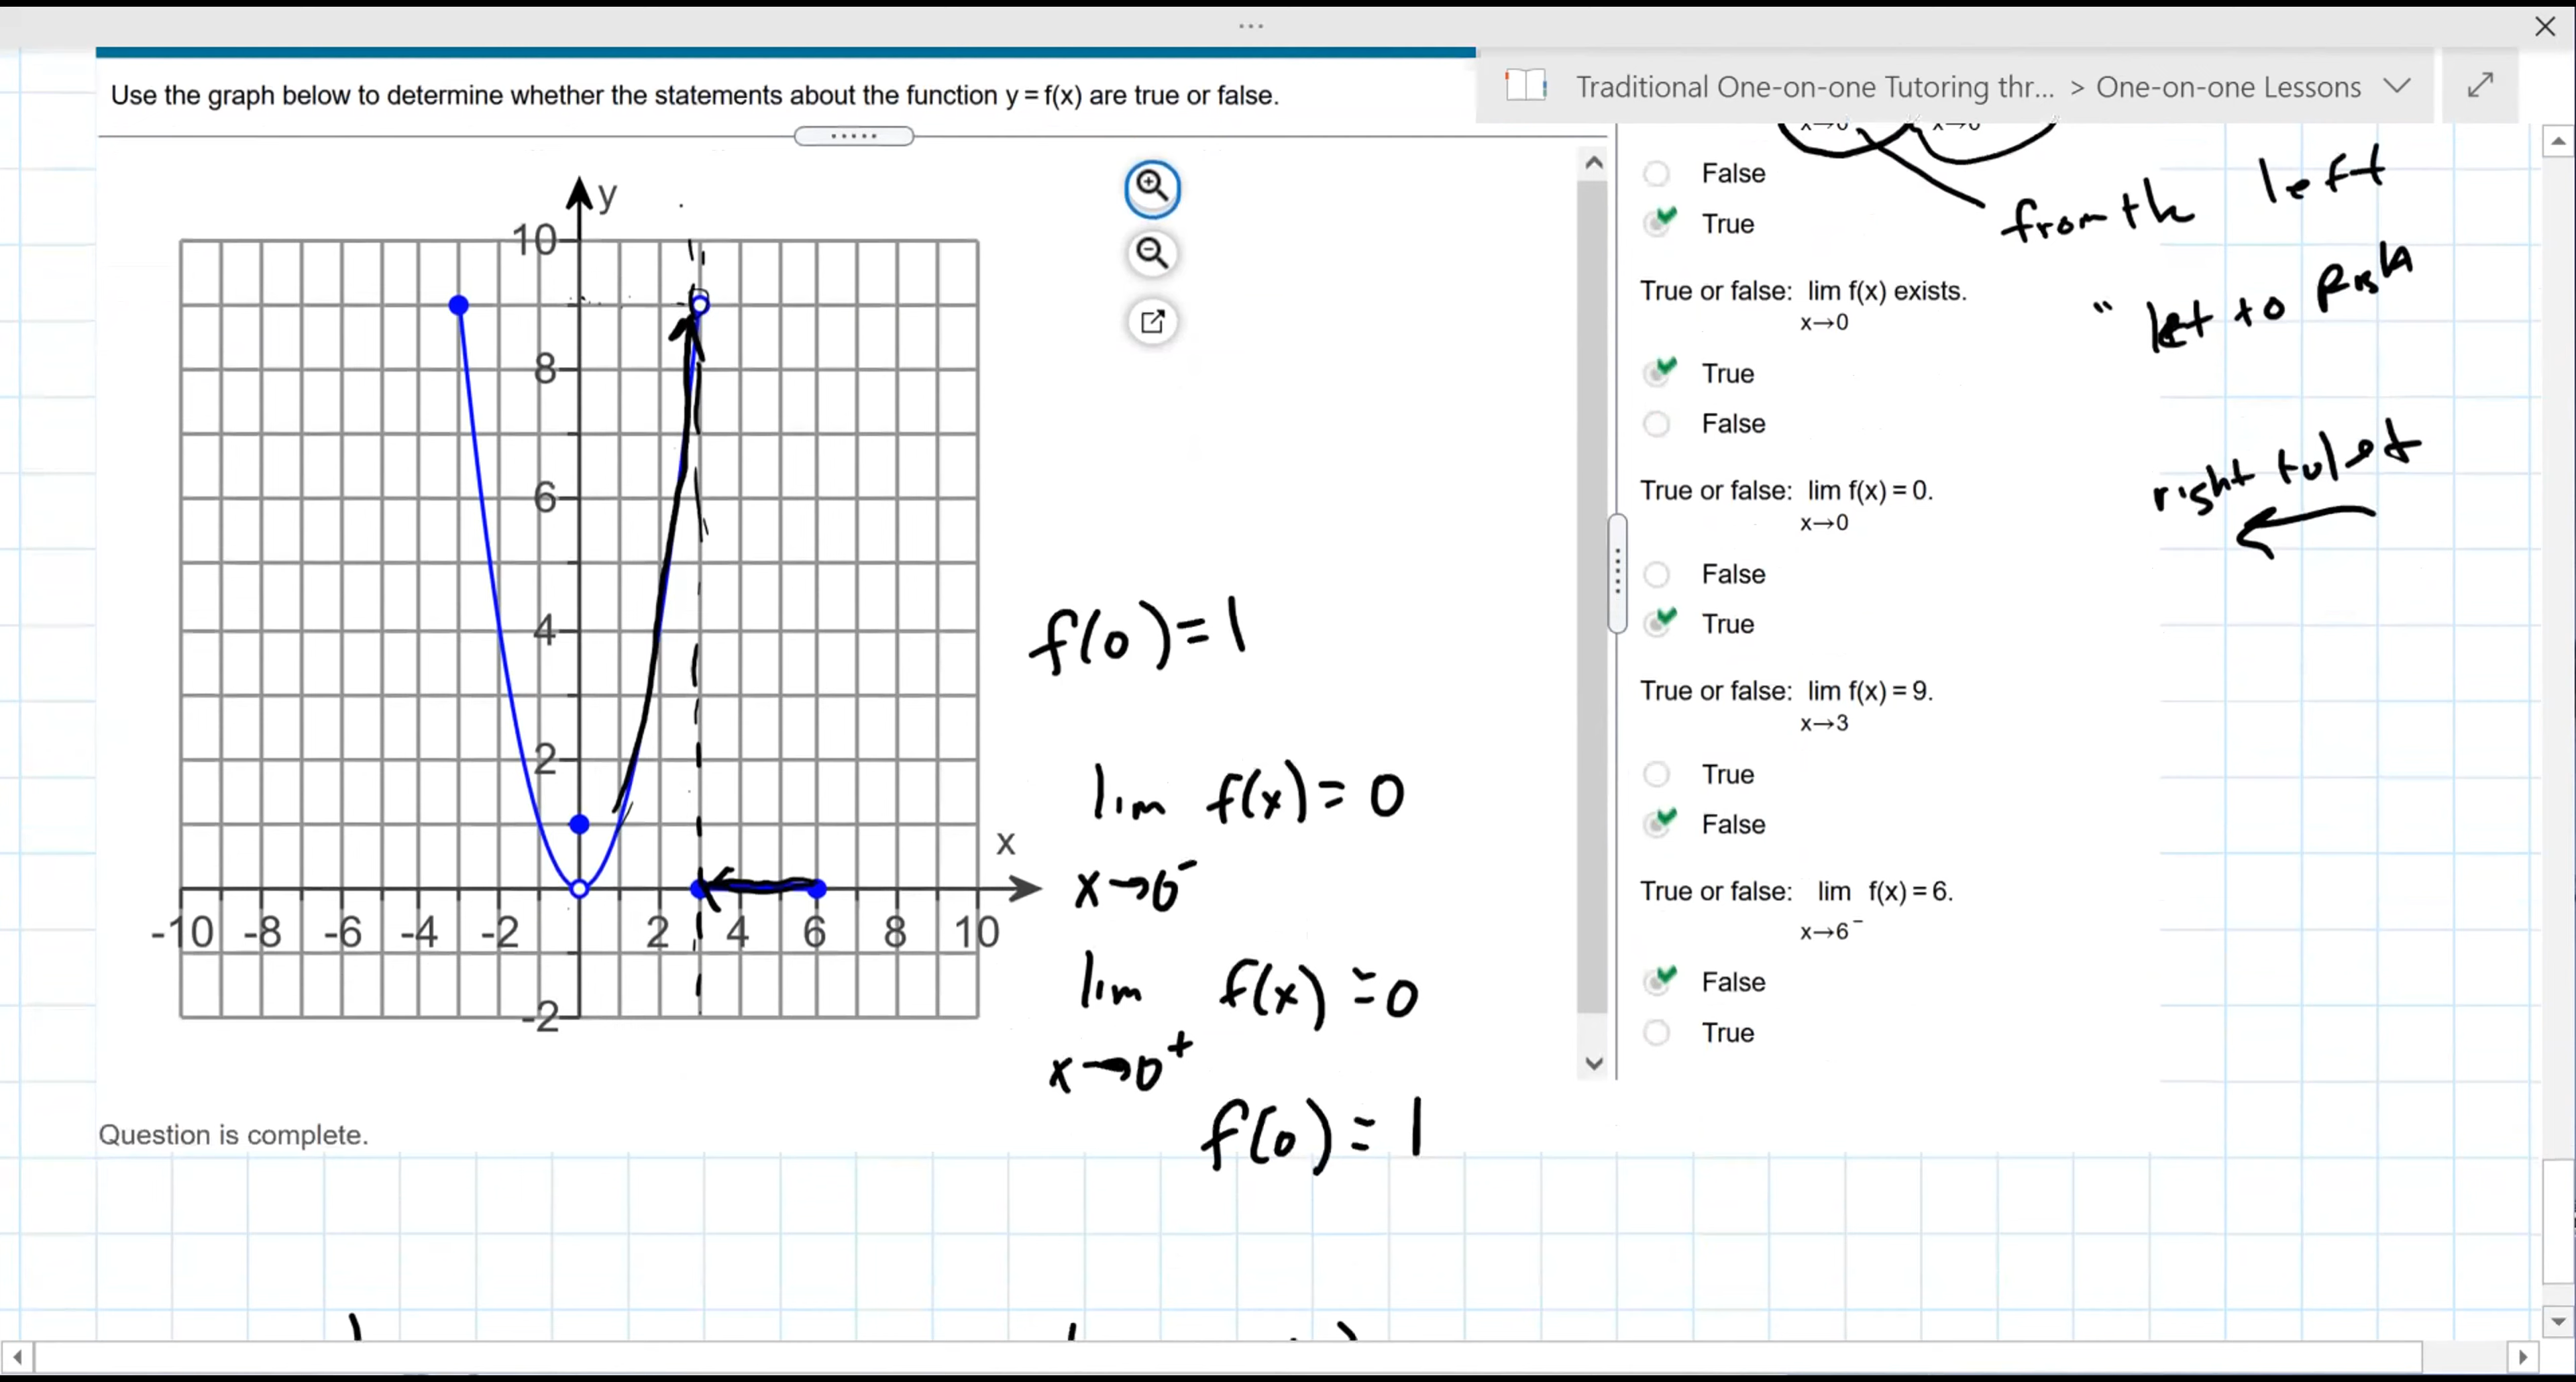 ...
Traditional One-on-one Tutoring thr... > One-on-one Lessons
Use the graph below to determine whether the statements about the function y = f(x) are true or false.
y
10
8
6
4
2
-2
x
-10 -8 -6 -4 -2 2 4 6 8 10
f(0) = 1
lim f(x) = 0
x→0⁻
lim f(x) = 0
x→0⁺
f(0) = 1
Question is complete.
x→0 x→0
False
True
True or false: lim f(x) exists.
x→0
True
False
True or false: lim f(x) = 0.
x→0
False
True
True or false: lim f(x) = 9.
x→3
True
False
True or false: lim f(x) = 6.
x→6⁻
False
True
from the left
" left to Right
right to left